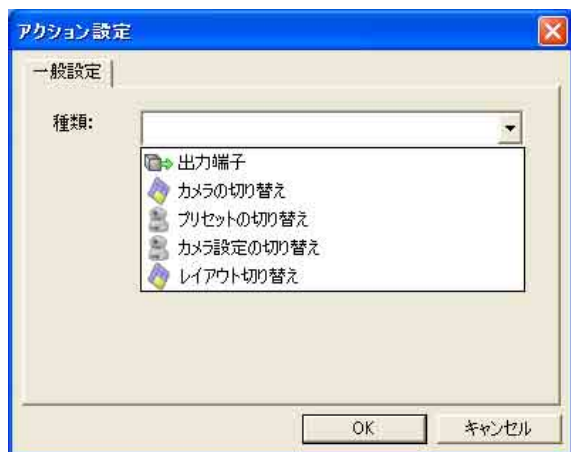 アクション設定
一般設定
種類:
出力端子
カメラの切り替え
プリセットの切り替え
カメラ設定の切り替え
レイアウト切り替え
OK
キャンセル